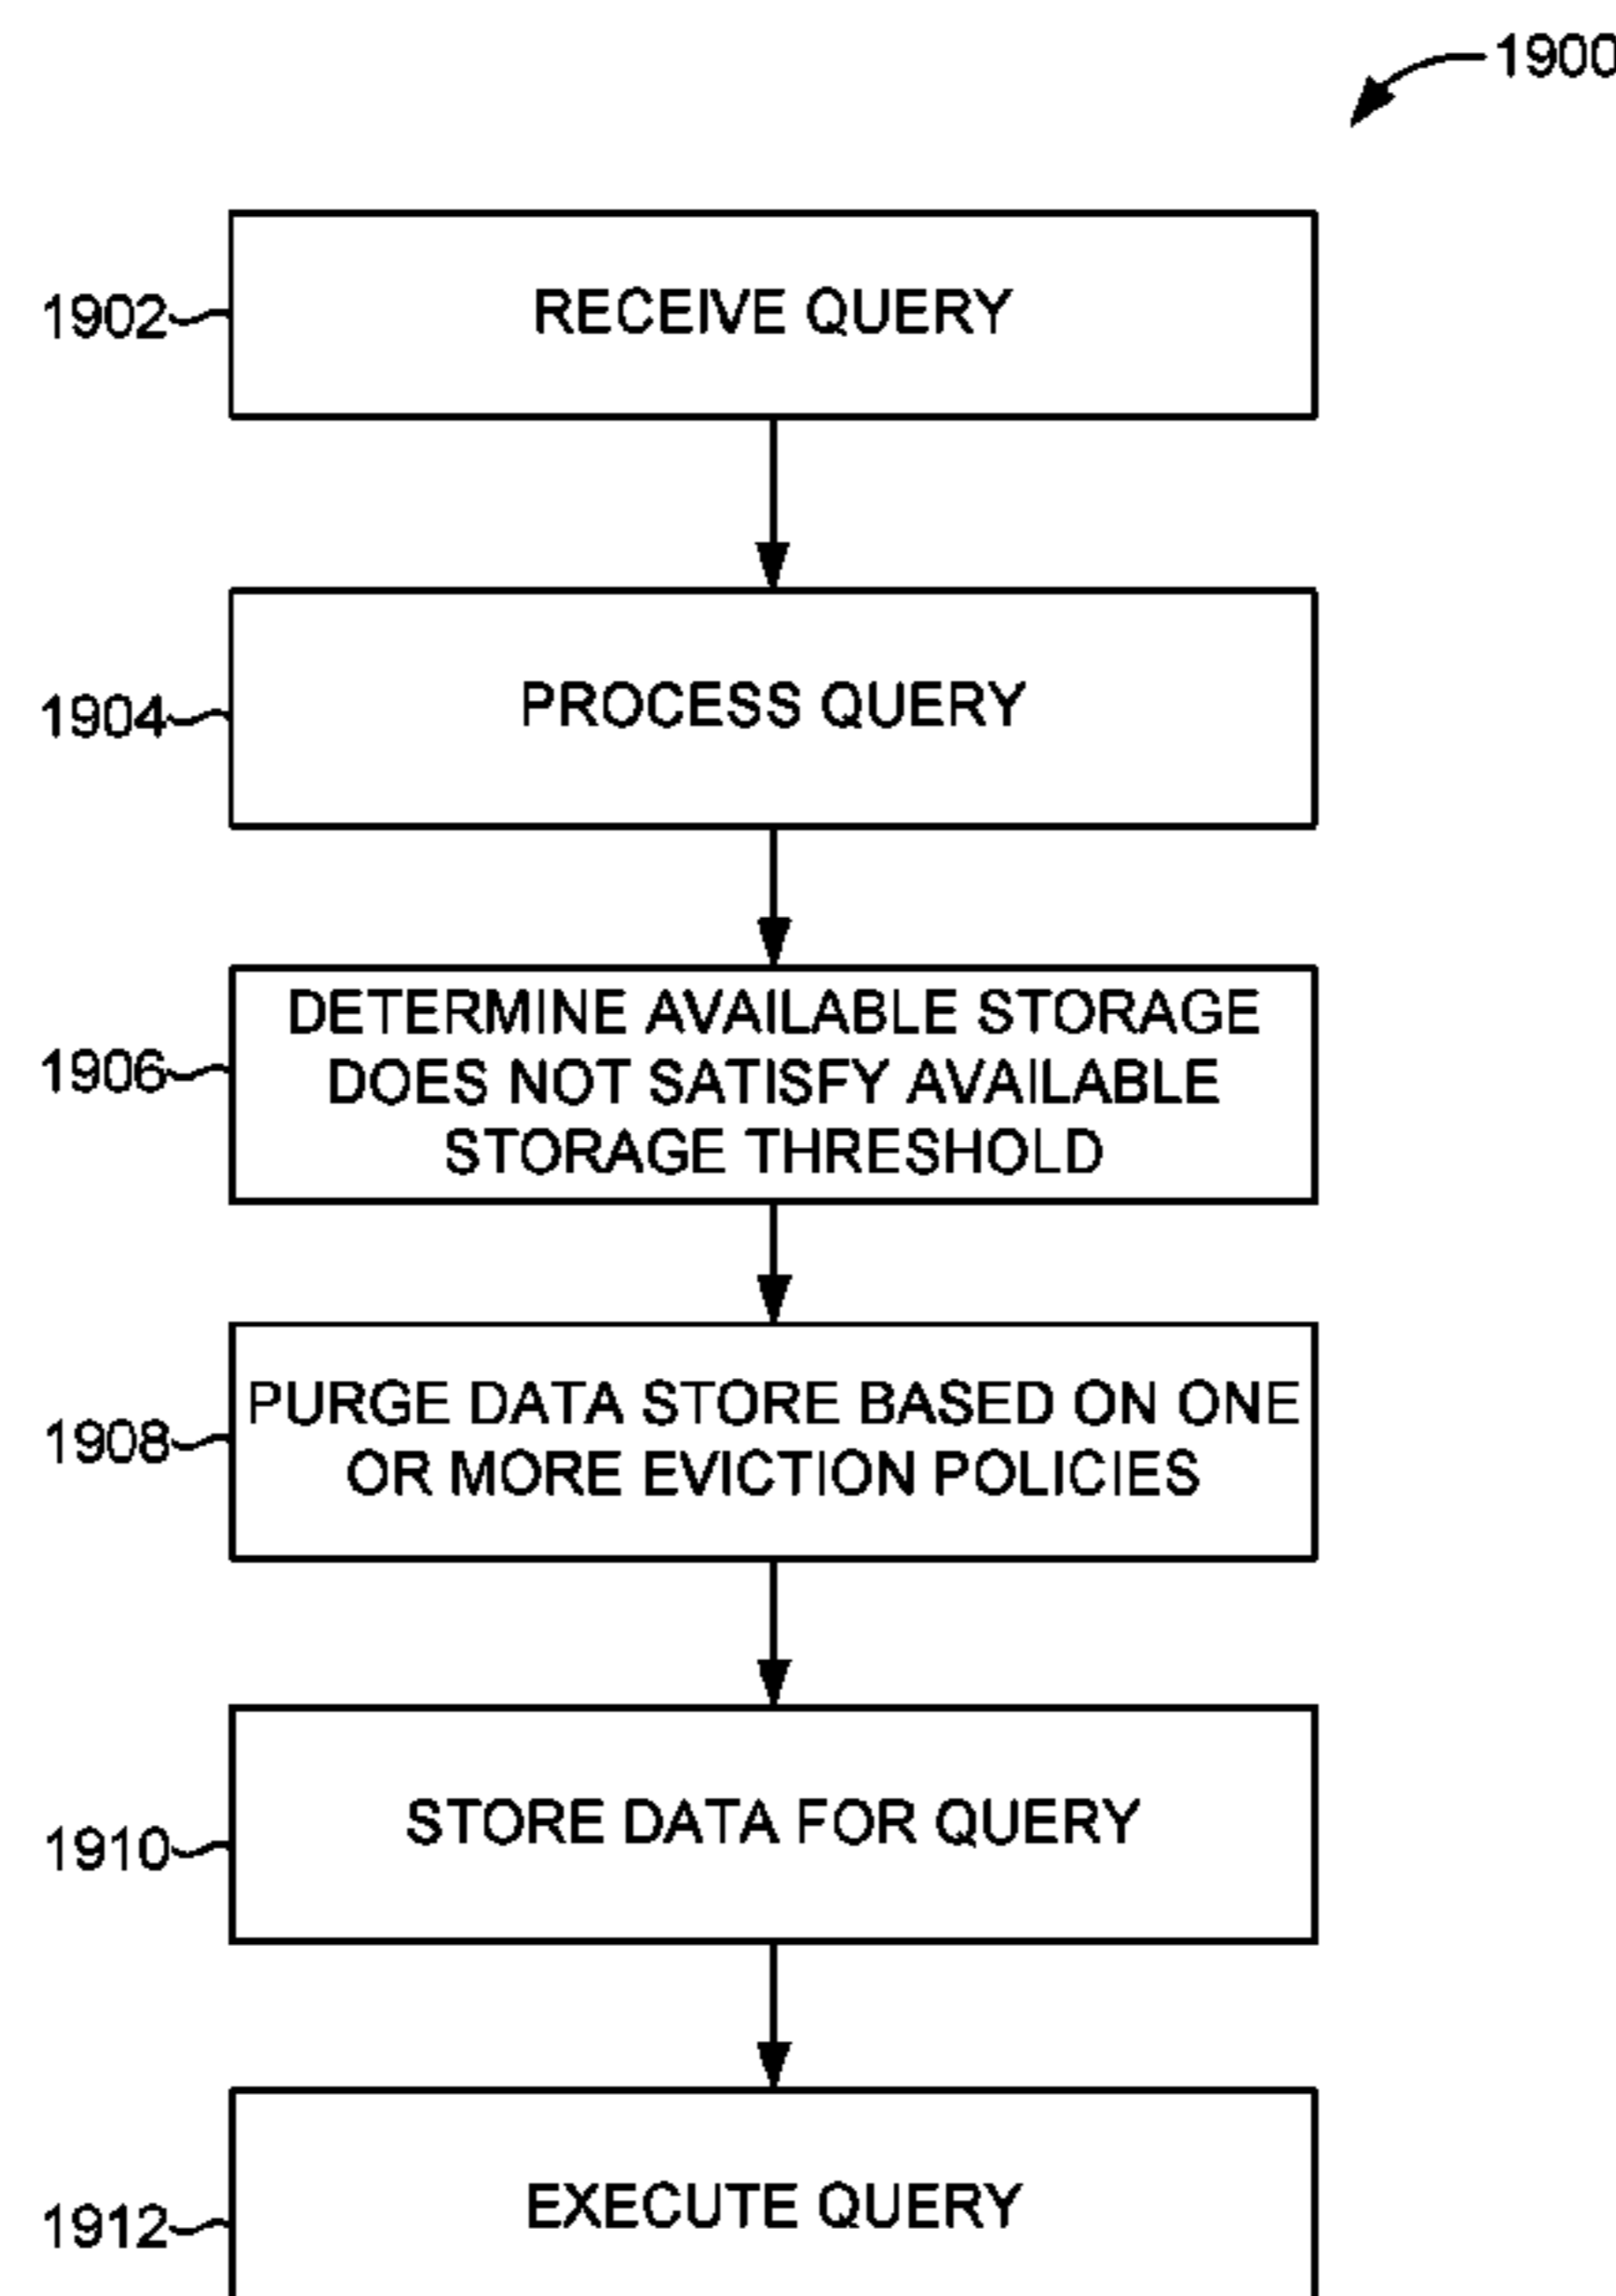 1900
1902
RECEIVE QUERY
1904
PROCESS QUERY
1906
DETERMINE AVAILABLE STORAGE
DOES NOT SATISFY AVAILABLE
STORAGE THRESHOLD
1908
PURGE DATA STORE BASED ON ONE
OR MORE EVICTION POLICIES
1910
STORE DATA FOR QUERY
1912
EXECUTE QUERY